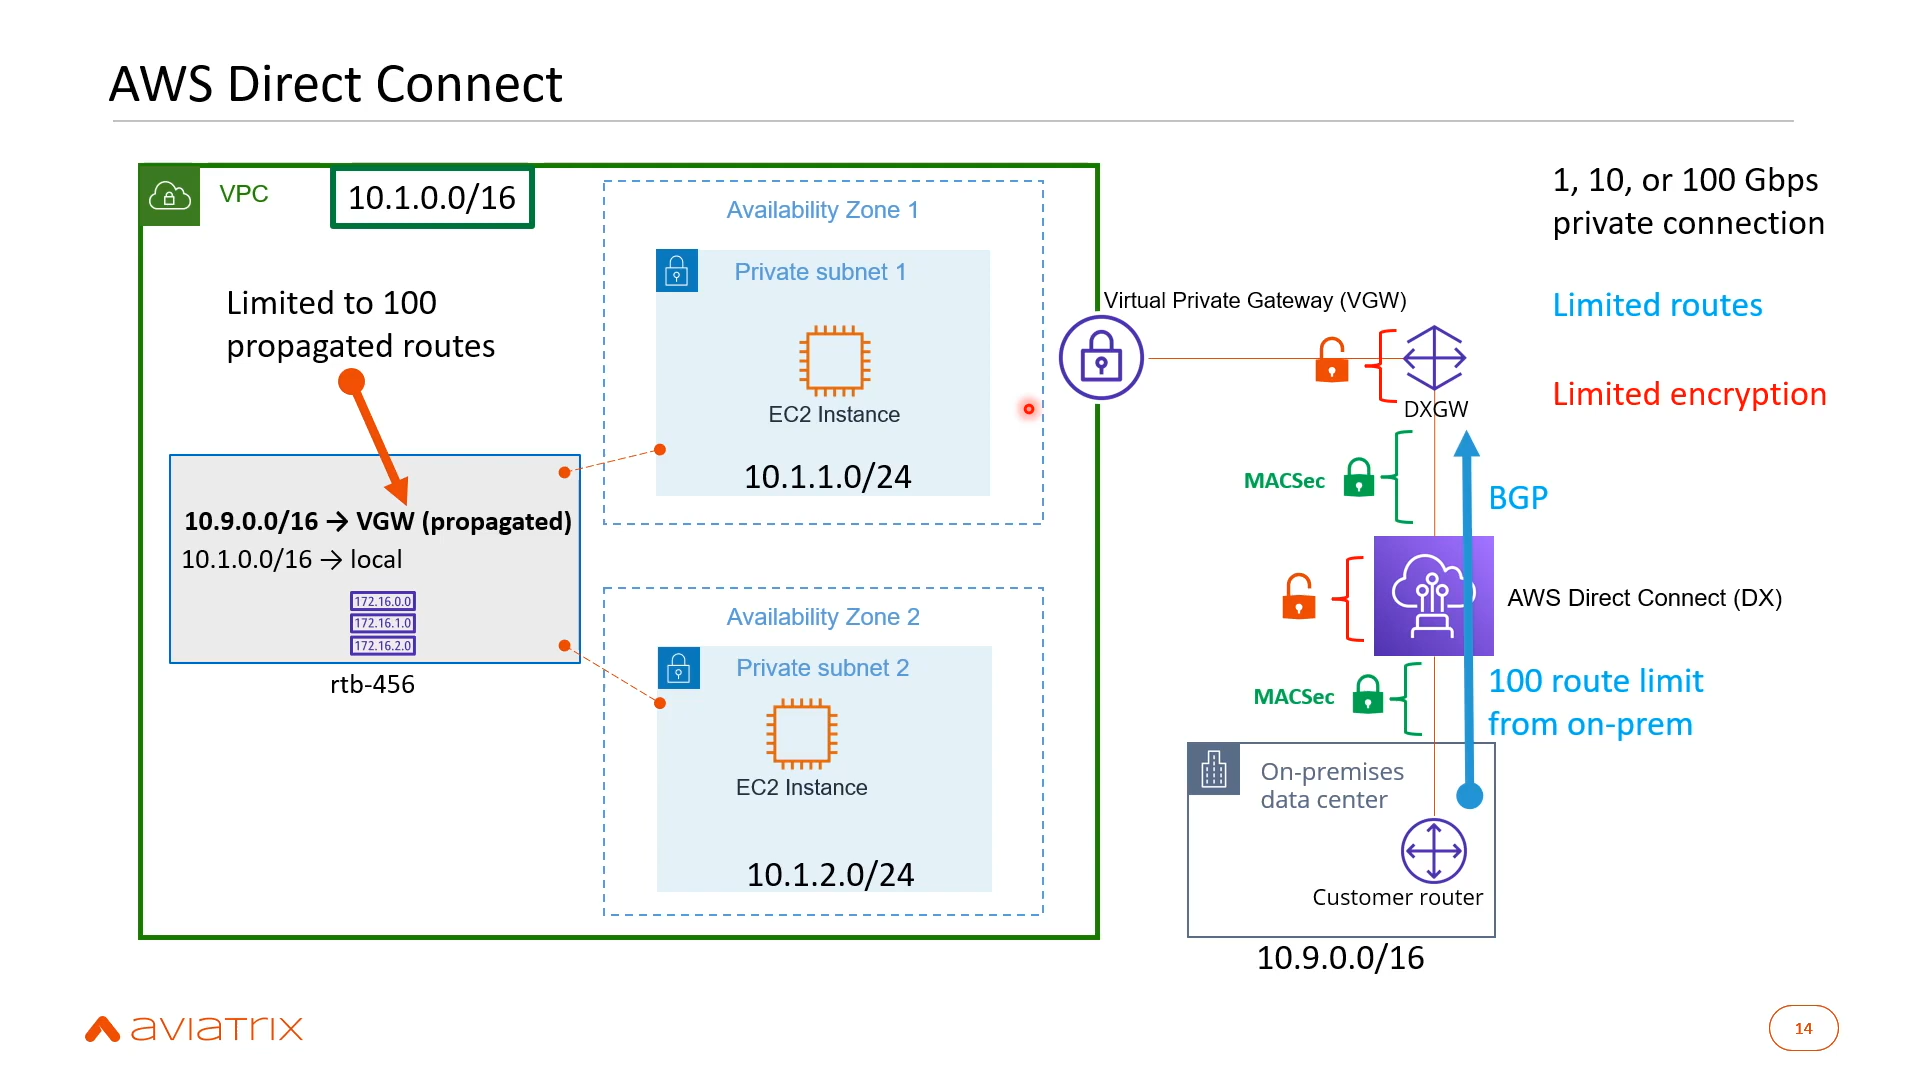 AWS Direct Connect
VPC
10.1.0.0/16
Availability Zone 1
Private subnet 1
EC2 Instance
10.1.1.0/24
Limited to 100
propagated routes
10.9.0.0/16 → VGW (propagated)
10.1.0.0/16 → local
172.16.0.0
172.16.1.0
172.16.2.0
rtb-456
Availability Zone 2
Private subnet 2
EC2 Instance
10.1.2.0/24
Virtual Private Gateway (VGW)
DXGW
MACSec
BGP
AWS Direct Connect (DX)
MACSec
100 route limit
from on-prem
On-premises
data center
Customer router
10.9.0.0/16
1, 10, or 100 Gbps
private connection
Limited routes
Limited encryption
aviatrix
14